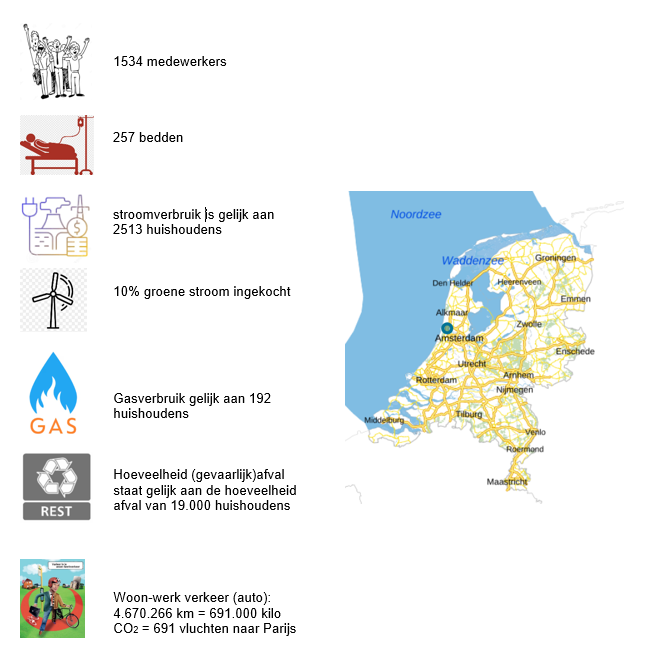 1534 medewerkers
257 bedden
stroomverbruik is gelijk aan
2513 huishoudens
10% groene stroom ingekocht
GAS
Gasverbruik gelijk aan 192
huishoudens
REST
Hoeveelheid (gevaarlijk)afval
staat gelijk aan de hoeveelheid
afval van 19.000 huishoudens
Woon-werk verkeer (auto):
4.670.266 km = 691.000 kilo
CO2 = 691 vluchten naar Parijs
Noordzee
Waddenzee
Groningen
Den Helder
Heerenveen
Emmen
Alkmaar
Zwolle
Amsterdam
Enschede
Utrecht
Arnhem
Rotterdam
Nijmegen
Tilburg
Middelburg
Venlo
Roermond
Maastricht